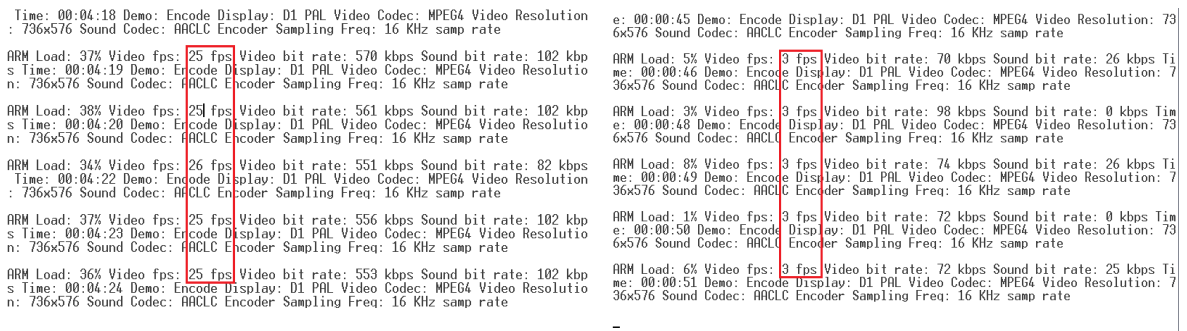 Time: 00:04:18 Demo: Encode Display: D1 PAL Video Codec: MPEG4 Video Resolution
: 736x576 Sound Codec: AACLC Encoder Sampling Freq: 16 KHz samp rate
ARM Load: 37% Video fps: 25 fps Video bit rate: 570 kbps Sound bit rate: 102 kbp
s Time: 00:04:19 Demo: Encode Display: D1 PAL Video Codec: MPEG4 Video Resolutio
n: 736x576 Sound Codec: AACLC Encoder Sampling Freq: 16 KHz samp rate
ARM Load: 38% Video fps: 25 fps Video bit rate: 561 kbps Sound bit rate: 102 kbp
s Time: 00:04:20 Demo: Encode Display: D1 PAL Video Codec: MPEG4 Video Resolutio
n: 736x576 Sound Codec: AACLC Encoder Sampling Freq: 16 KHz samp rate
ARM Load: 34% Video fps: 26 fps Video bit rate: 551 kbps Sound bit rate: 82 kbps
Time: 00:04:22 Demo: Encode Display: D1 PAL Video Codec: MPEG4 Video Resolution
: 736x576 Sound Codec: AACLC Encoder Sampling Freq: 16 KHz samp rate
ARM Load: 37% Video fps: 25 fps Video bit rate: 556 kbps Sound bit rate: 102 kbp
s Time: 00:04:23 Demo: Encode Display: D1 PAL Video Codec: MPEG4 Video Resolutio
n: 736x576 Sound Codec: AACLC Encoder Sampling Freq: 16 KHz samp rate
ARM Load: 36% Video fps: 25 fps Video bit rate: 553 kbps Sound bit rate: 102 kbp
s Time: 00:04:24 Demo: Encode Display: D1 PAL Video Codec: MPEG4 Video Resolutio
n: 736x576 Sound Codec: AACLC Encoder Sampling Freq: 16 KHz samp rate
e: 00:00:45 Demo: Encode Display: D1 PAL Video Codec: MPEG4 Video Resolution: 73
6x576 Sound Codec: AACLC Encoder Sampling Freq: 16 KHz samp rate
ARM Load: 5% Video fps: 3 fps Video bit rate: 70 kbps Sound bit rate: 26 kbps Ti
me: 00:00:46 Demo: Encode Display: D1 PAL Video Codec: MPEG4 Video Resolution: 7
36x576 Sound Codec: AACLC Encoder Sampling Freq: 16 KHz samp rate
ARM Load: 3% Video fps: 3 fps Video bit rate: 98 kbps Sound bit rate: 0 kbps Tim
e: 00:00:48 Demo: Encode Display: D1 PAL Video Codec: MPEG4 Video Resolution: 73
6x576 Sound Codec: AACLC Encoder Sampling Freq: 16 KHz samp rate
ARM Load: 8% Video fps: 3 fps Video bit rate: 74 kbps Sound bit rate: 26 kbps Ti
me: 00:00:49 Demo: Encode Display: D1 PAL Video Codec: MPEG4 Video Resolution: 7
36x576 Sound Codec: AACLC Encoder Sampling Freq: 16 KHz samp rate
ARM Load: 1% Video fps: 3 fps Video bit rate: 72 kbps Sound bit rate: 0 kbps Tim
e: 00:00:50 Demo: Encode Display: D1 PAL Video Codec: MPEG4 Video Resolution: 73
6x576 Sound Codec: AACLC Encoder Sampling Freq: 16 KHz samp rate
ARM Load: 6% Video fps: 3 fps Video bit rate: 72 kbps Sound bit rate: 25 kbps Ti
me: 00:00:51 Demo: Encode Display: D1 PAL Video Codec: MPEG4 Video Resolution: 7
36x576 Sound Codec: AACLC Encoder Sampling Freq: 16 KHz samp rate